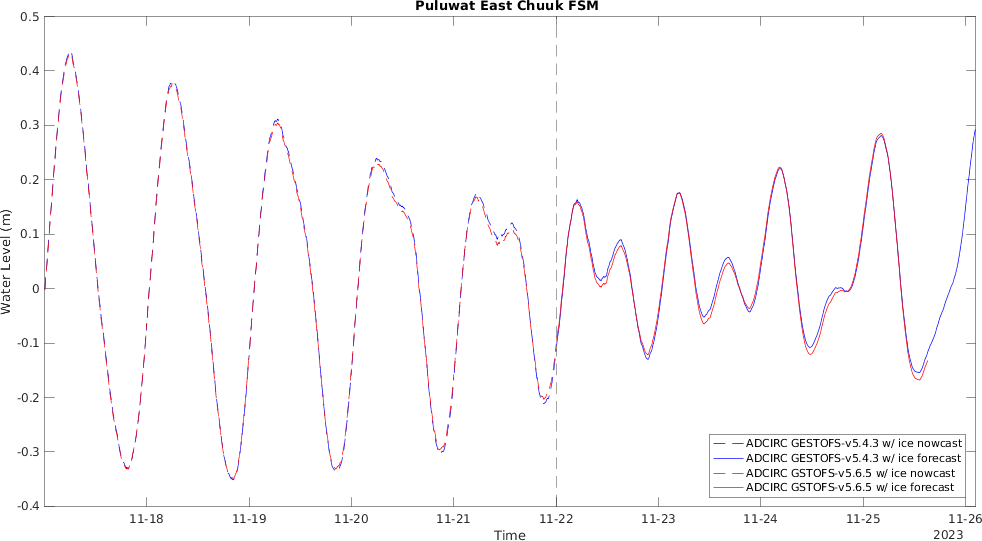 Puluwat East Chuuk FSM
0.5
0.4
0.3
0.2
0.1
0
-0.1
-0.2
-0.3
-0.4
Water Level (m)
ADCIRC GESTOFS-v5.4.3 w/ ice nowcast
ADCIRC GESTOFS-v5.4.3 w/ ice forecast
ADCIRC GSTOFS-v5.6.5 w/ ice nowcast
ADCIRC GSTOFS-v5.6.5 w/ ice forecast
11-18 11-19 11-20 11-21 11-22 11-23 11-24 11-25 11-26
Time
2023